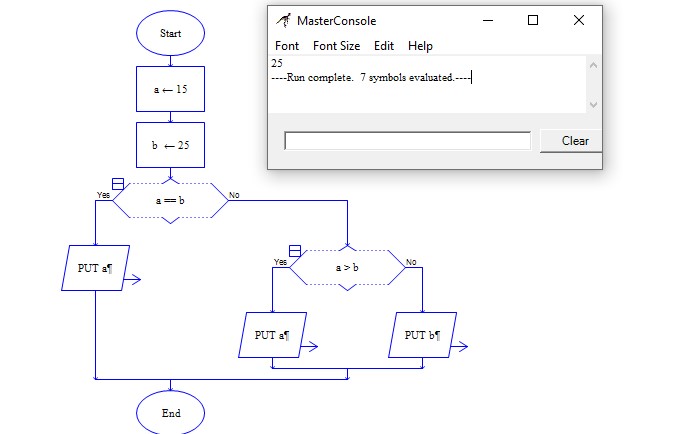 Start
a ← 15
b ← 25
a == b
Yes
No
PUT a¶
a > b
Yes
No
PUT a¶
PUT b¶
End
MasterConsole
Font Font Size Edit Help
25
----Run complete.  7 symbols evaluated.----
Clear